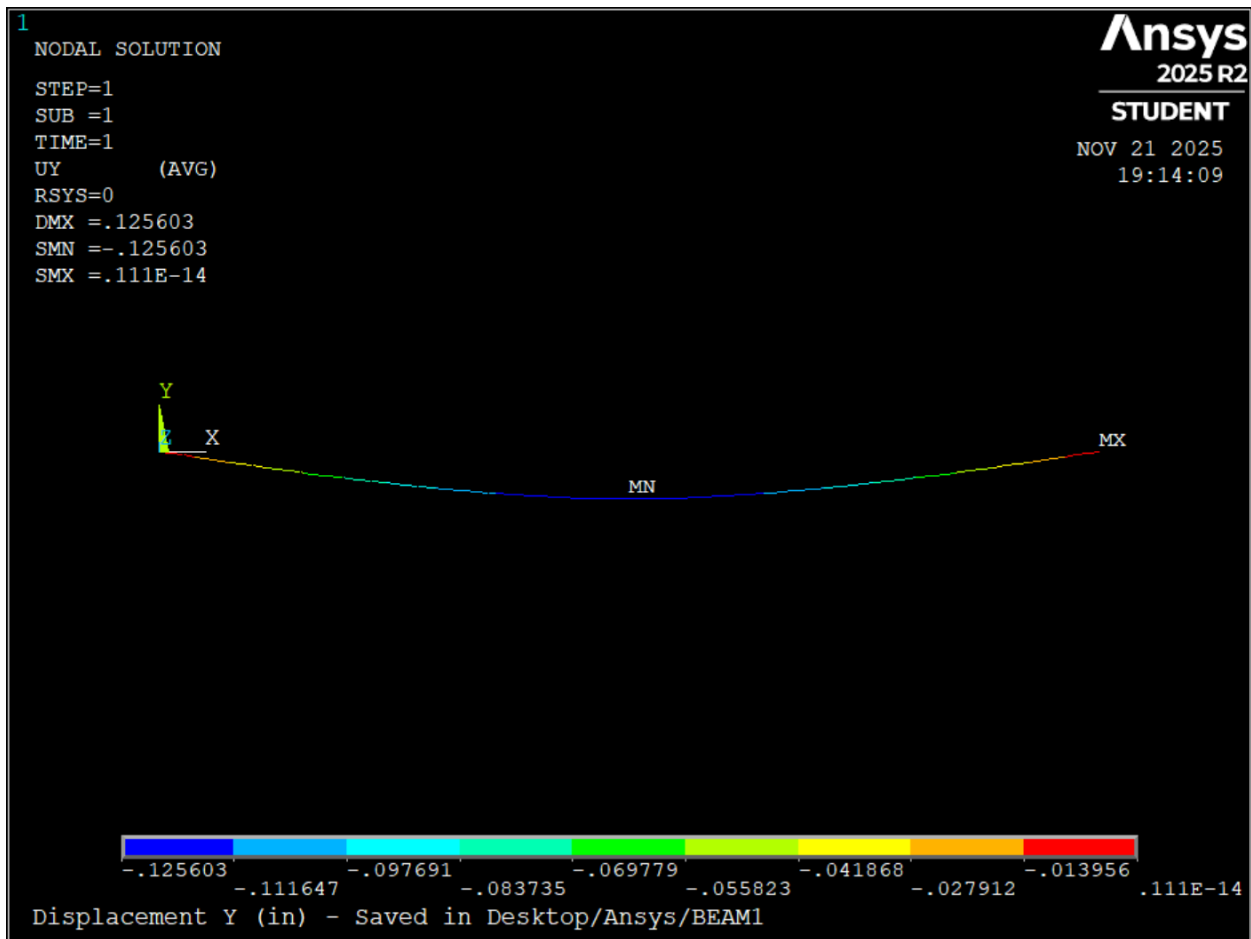 1
NODAL SOLUTION
STEP=1
SUB =1
TIME=1
UY (AVG)
RSYS=0
DMX =.125603
SMN =-.125603
SMX =.111E-14
Ansys
2025 R2
STUDENT
NOV 21 2025
19:14:09
Y
Z
X
MN
MX
-.125603
-.111647
-.097691
-.083735
-.069779
-.055823
-.041868
-.027912
-.013956
.111E-14
Displacement Y (in) - Saved in Desktop/Ansys/BEAM1